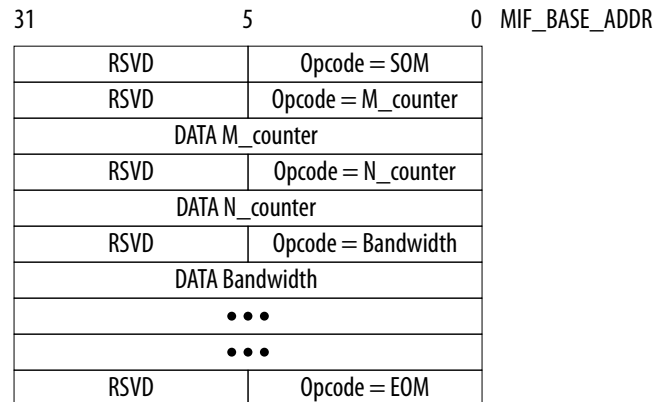 31 5 0 MIF_BASE_ADDR
RSVD Opcode = SOM
RSVD Opcode = M_counter
DATA M_counter
RSVD Opcode = N_counter
DATA N_counter
RSVD Opcode = Bandwidth
DATA Bandwidth
•••
•••
RSVD Opcode = EOM